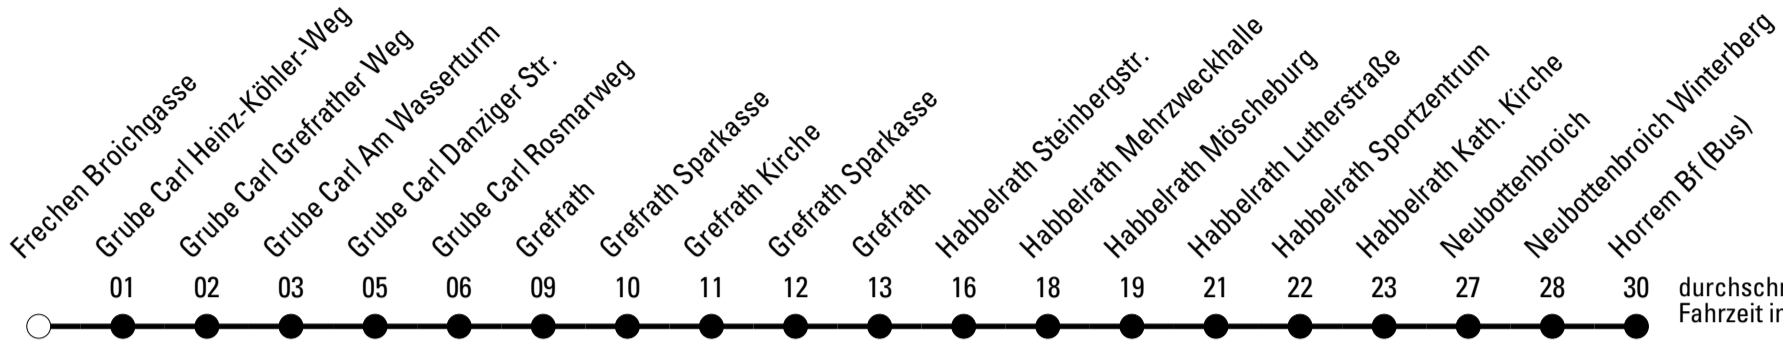 Frechen Broichgasse
Grube Carl Heinz-Köhler-Weg
Grube Carl Grefrather Weg
Grube Carl Am Wasserturm
Grube Carl Danziger Str.
Grube Carl Rosmarweg
Grefrath
Grefrath Sparkasse
Grefrath Kirche
Grefrath Sparkasse
Grefrath
Habbelrath Steinbergstr.
Habbelrath Mehrzweckhalle
Habbelrath Möscheburg
Habbelrath Lutherstraße
Habbelrath Sportzentrum
Habbelrath Kath. Kirche
Neubottenbroich
Neubottenbroich Winterberg
Horrem Bf (Bus)
01 02 03 05 06 09 10 11 12 13 16 18 19 21 22 23 27 28 30
Fahrzeit